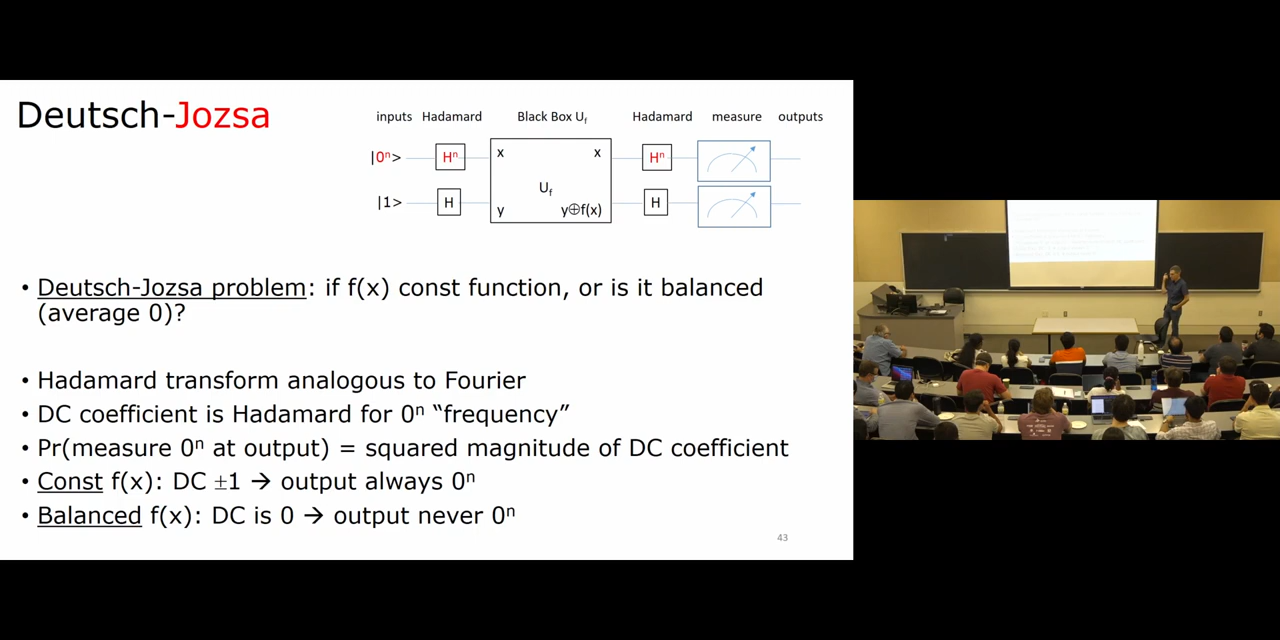 Deutsch-Jozsa
inputs Hadamard Black Box Uf Hadamard measure outputs
|0ⁿ> Hⁿ x x Hⁿ
Uf
|1> H y y⊕f(x) H
• Deutsch-Jozsa problem: if f(x) const function, or is it balanced
(average 0)?
• Hadamard transform analogous to Fourier
• DC coefficient is Hadamard for 0ⁿ “frequency”
• Pr(measure 0ⁿ at output) = squared magnitude of DC coefficient
• Const f(x): DC ±1 → output always 0ⁿ
• Balanced f(x): DC is 0 → output never 0ⁿ
43